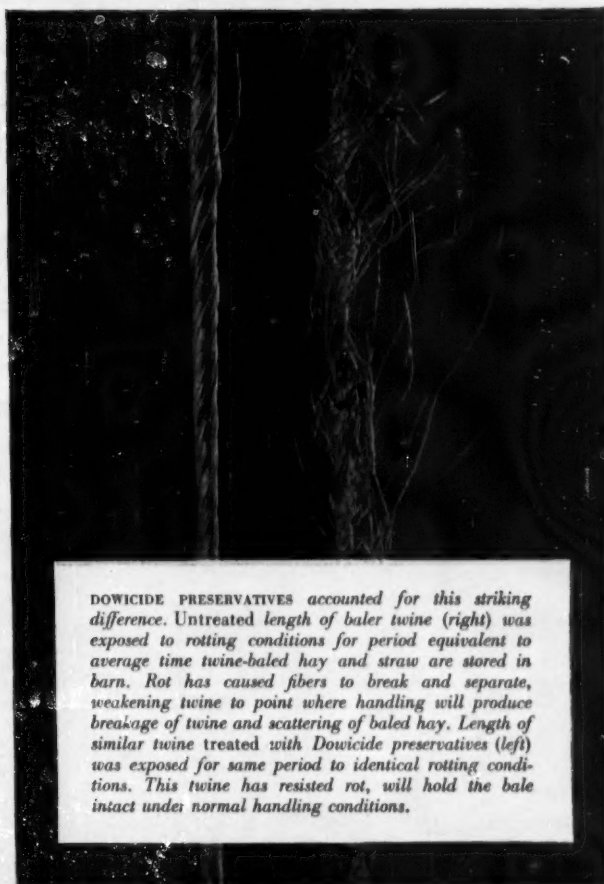 DOWICIDE PRESERVATIVES accounted for this striking
difference. Untreated length of baler twine (right) was
exposed to rotting conditions for period equivalent to
average time twine-baled hay and straw are stored in
barn. Rot has caused fibers to break and separate,
weakening twine to point where handling will produce
breakage of twine and scattering of baled hay. Length of
similar twine treated with Dowicide preservatives (left)
was exposed for same period to identical rotting condi-
tions. This twine has resisted rot, will hold the bale
intact under normal handling conditions.